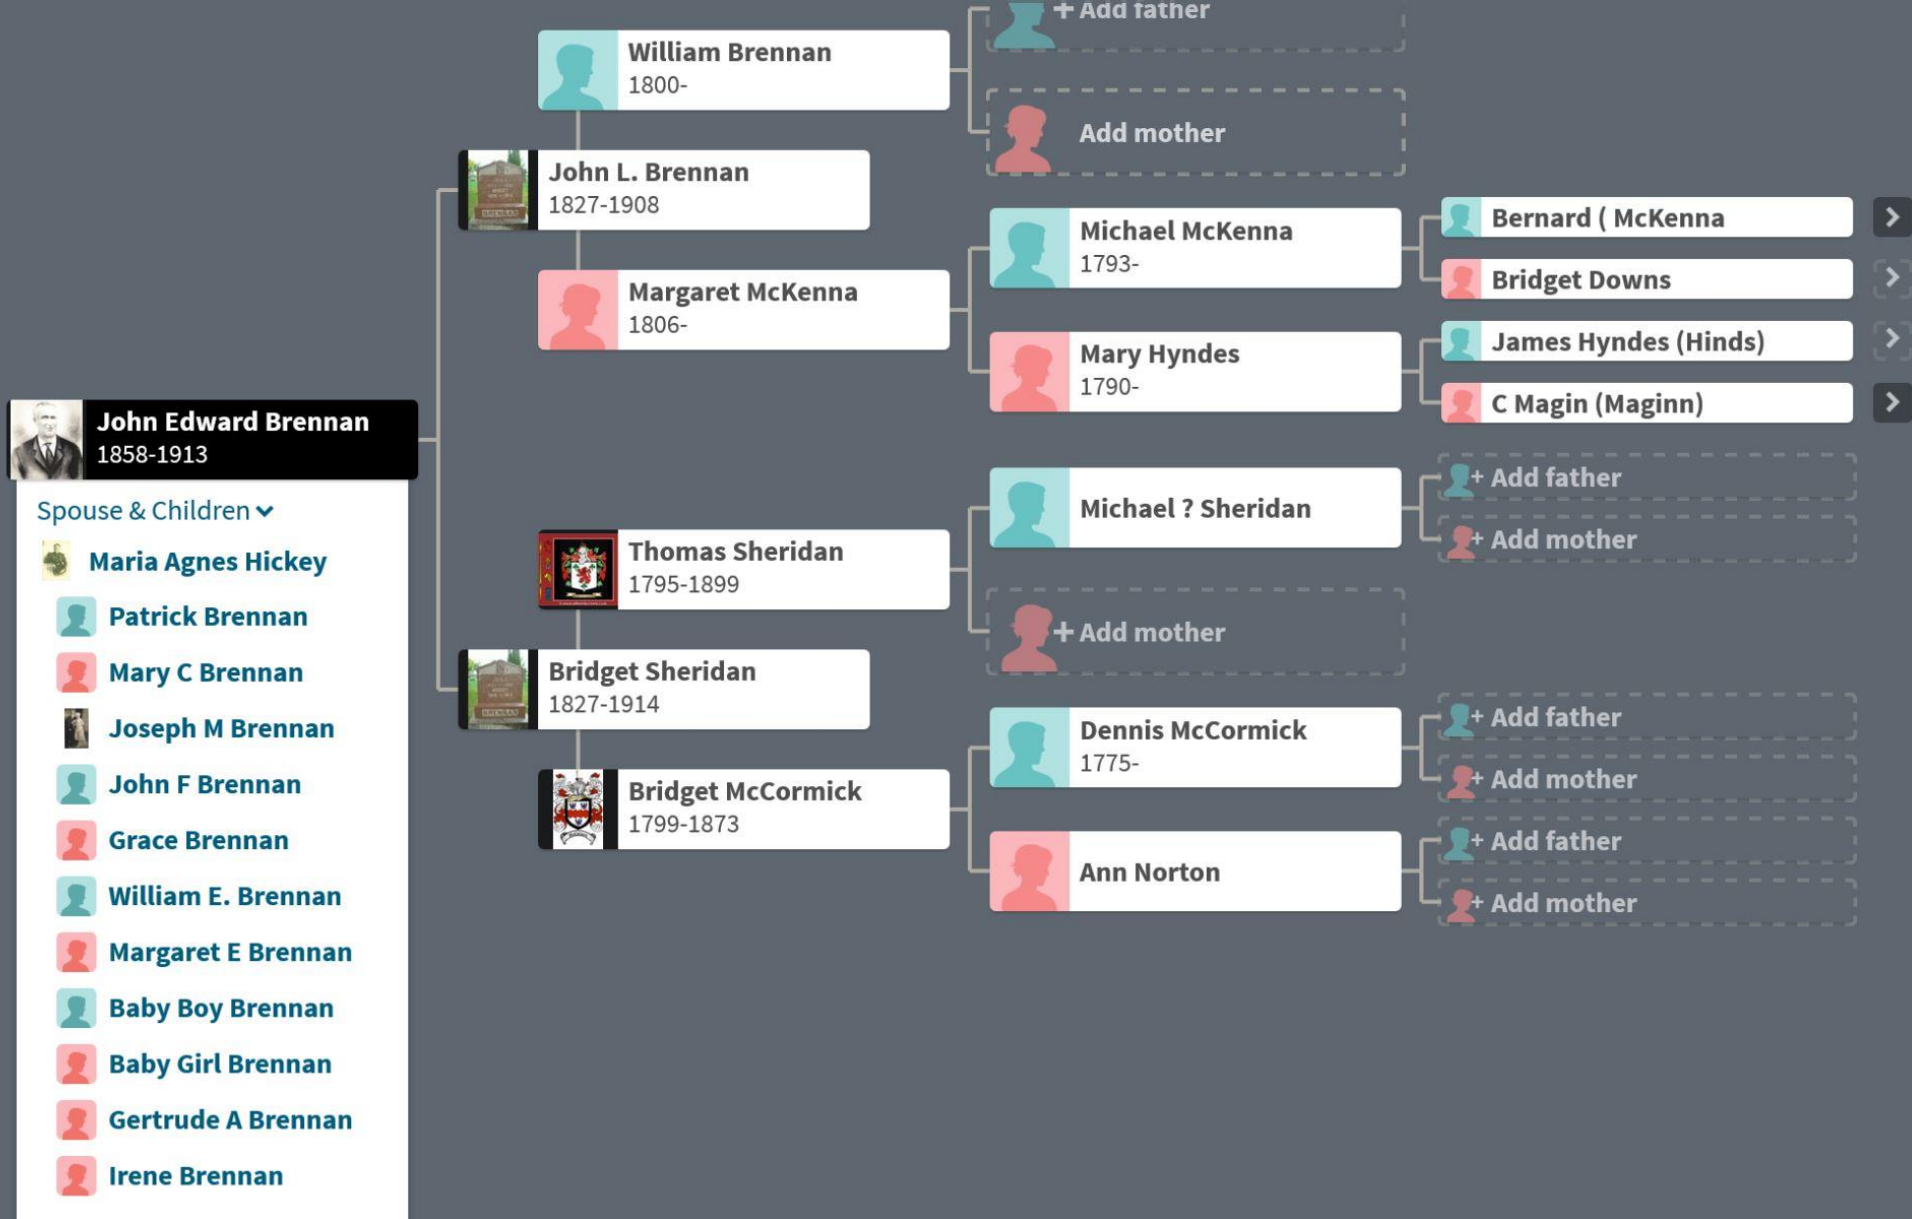 + Add father
William Brennan
1800-
Add mother
John L. Brennan
1827-1908
Michael McKenna
1793-
Bernard ( McKenna
Bridget Downs
Margaret McKenna
1806-
Mary Hyndes
1790-
James Hyndes (Hinds)
C Magin (Maginn)
John Edward Brennan
1858-1913
Spouse & Children
Maria Agnes Hickey
Patrick Brennan
Mary C Brennan
Joseph M Brennan
John F Brennan
Grace Brennan
William E. Brennan
Margaret E Brennan
Baby Boy Brennan
Baby Girl Brennan
Gertrude A Brennan
Irene Brennan
Thomas Sheridan
1795-1899
Michael ? Sheridan
+ Add father
+ Add mother
+ Add mother
Bridget Sheridan
1827-1914
BRENNAN
Bridget McCormick
1799-1873
Dennis McCormick
1775-
+ Add father
+ Add mother
Ann Norton
+ Add father
+ Add mother